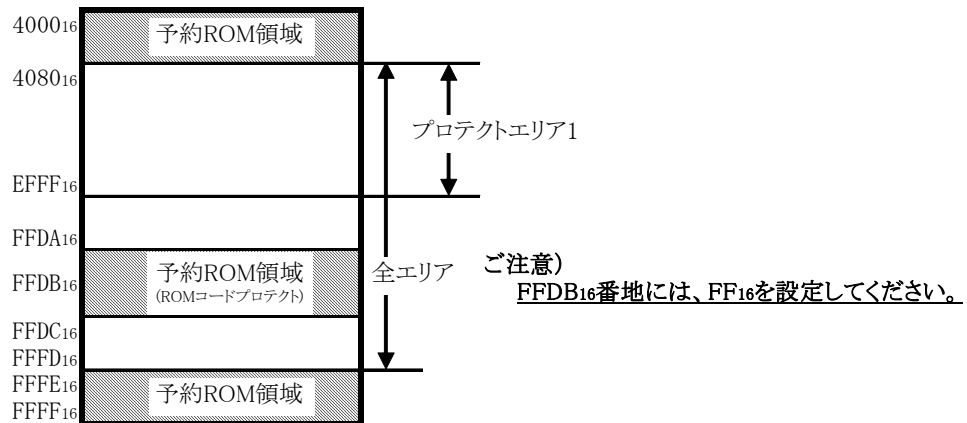 4000₁₆
予約ROM領域
4080₁₆
プロテクトエリア1
EFFF₁₆
FFDA₁₆
FFDB₁₆
予約ROM領域
(ROMコードプロテクト)
全エリア
ご注意)
FFDB₁₆番地には、FF₁₆を設定してください。
FFDC₁₆
FFFD₁₆
FFFE₁₆
予約ROM領域
FFFF₁₆